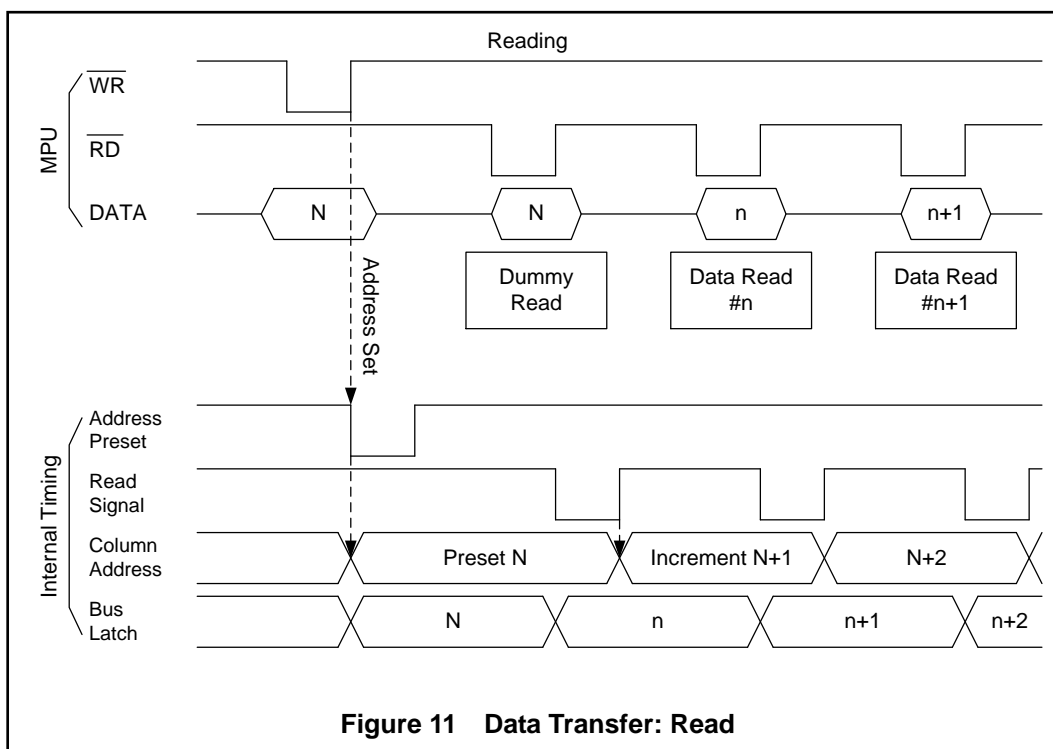 Reading
MPU
WR
RD
DATA
N
N
n
n+1
Address Set
Dummy
Read
Data Read
#n
Data Read
#n+1
Internal Timing
Address
Preset
Read
Signal
Column
Address
Preset N
Increment N+1
N+2
Bus
Latch
N
n
n+1
n+2
Figure 11 Data Transfer: Read